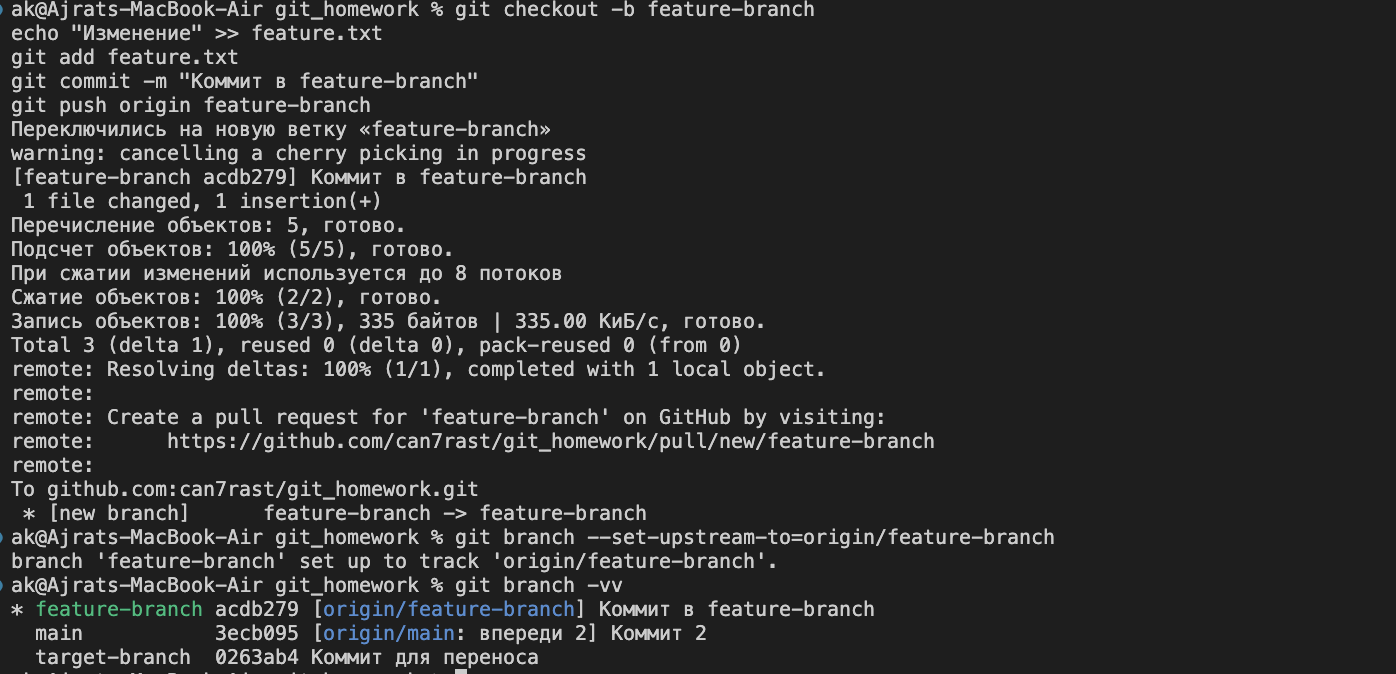 ak@Ajrats-MacBook-Air git_homework % git checkout -b feature-branch
echo "Изменение" >> feature.txt
git add feature.txt
git commit -m "Коммит в feature-branch"
git push origin feature-branch
Переключились на новую ветку «feature-branch»
warning: cancelling a cherry picking in progress
[feature-branch acdb279] Коммит в feature-branch
 1 file changed, 1 insertion(+)
Перечисление объектов: 5, готово.
Подсчет объектов: 100% (5/5), готово.
При сжатии изменений используется до 8 потоков
Сжатие объектов: 100% (2/2), готово.
Запись объектов: 100% (3/3), 335 байтов | 335.00 КиБ/с, готово.
Total 3 (delta 1), reused 0 (delta 0), pack-reused 0 (from 0)
remote: Resolving deltas: 100% (1/1), completed with 1 local object.
remote:
remote: Create a pull request for 'feature-branch' on GitHub by visiting:
remote:      https://github.com/can7rast/git_homework/pull/new/feature-branch
remote:
To github.com:can7rast/git_homework.git
 * [new branch]      feature-branch -> feature-branch
ak@Ajrats-MacBook-Air git_homework % git branch --set-upstream-to=origin/feature-branch
branch 'feature-branch' set up to track 'origin/feature-branch'.
ak@Ajrats-MacBook-Air git_homework % git branch -vv
* feature-branch acdb279 [origin/feature-branch] Коммит в feature-branch
  main           3ecb095 [origin/main: впереди 2] Коммит 2
  target-branch  0263ab4 Коммит для переноса